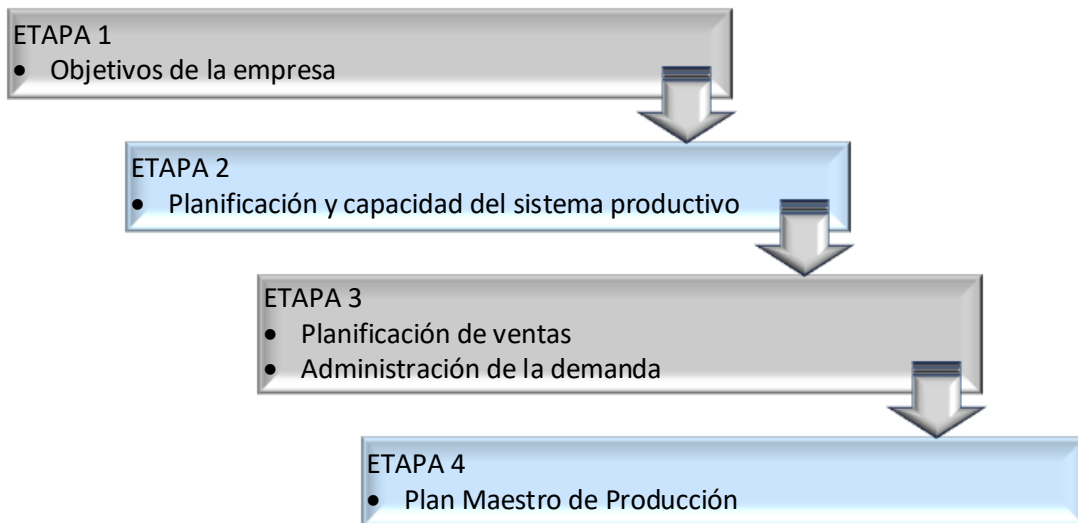 ETAPA 1
• Objetivos de la empresa
ETAPA 2
• Planificación y capacidad del sistema productivo
ETAPA 3
• Planificación de ventas
• Administración de la demanda
ETAPA 4
• Plan Maestro de Producción